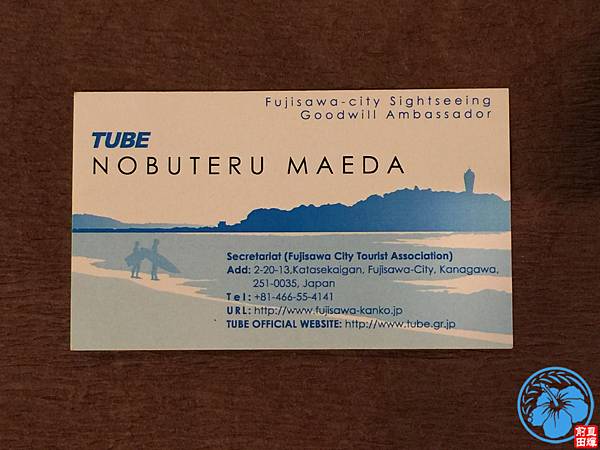 Fujisawa-city Sightseeing
Goodwill Ambassador
TUBE
NOBUTERU MAEDA
Secretariat (Fujisawa City Tourist Association)
Add: 2-20-13,Katasekaigan, Fujisawa-City, Kanagawa,
251-0035, Japan
Tel: +81-466-55-4141
URL: http://www.fujisawa-kanko.jp
TUBE OFFICIAL WEBSITE: http://www.tube.gr.jp